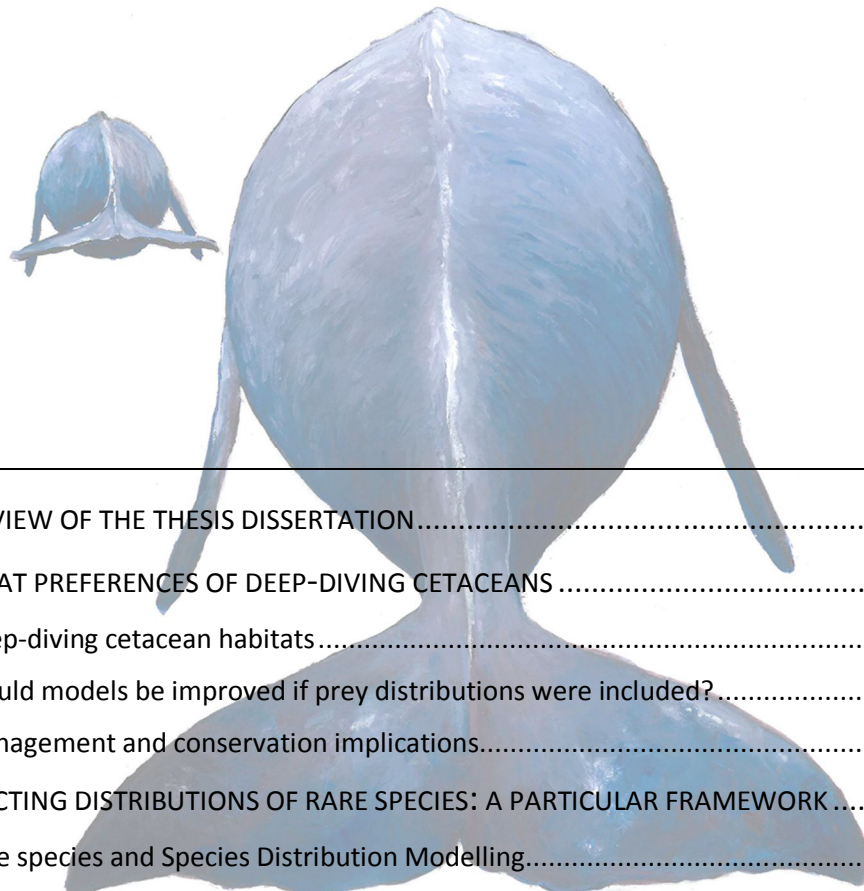 VIEW OF THE THESIS DISSERTATION..................................................
AT PREFERENCES OF DEEP-DIVING CETACEANS ..................................
ep-diving cetacean habitats...............................................................
uld models be improved if prey distributions were included?....................
nagement and conservation implications................................................
CTING DISTRIBUTIONS OF RARE SPECIES: A PARTICULAR FRAMEWORK ....
e species and Species Distribution Modelling..........................................